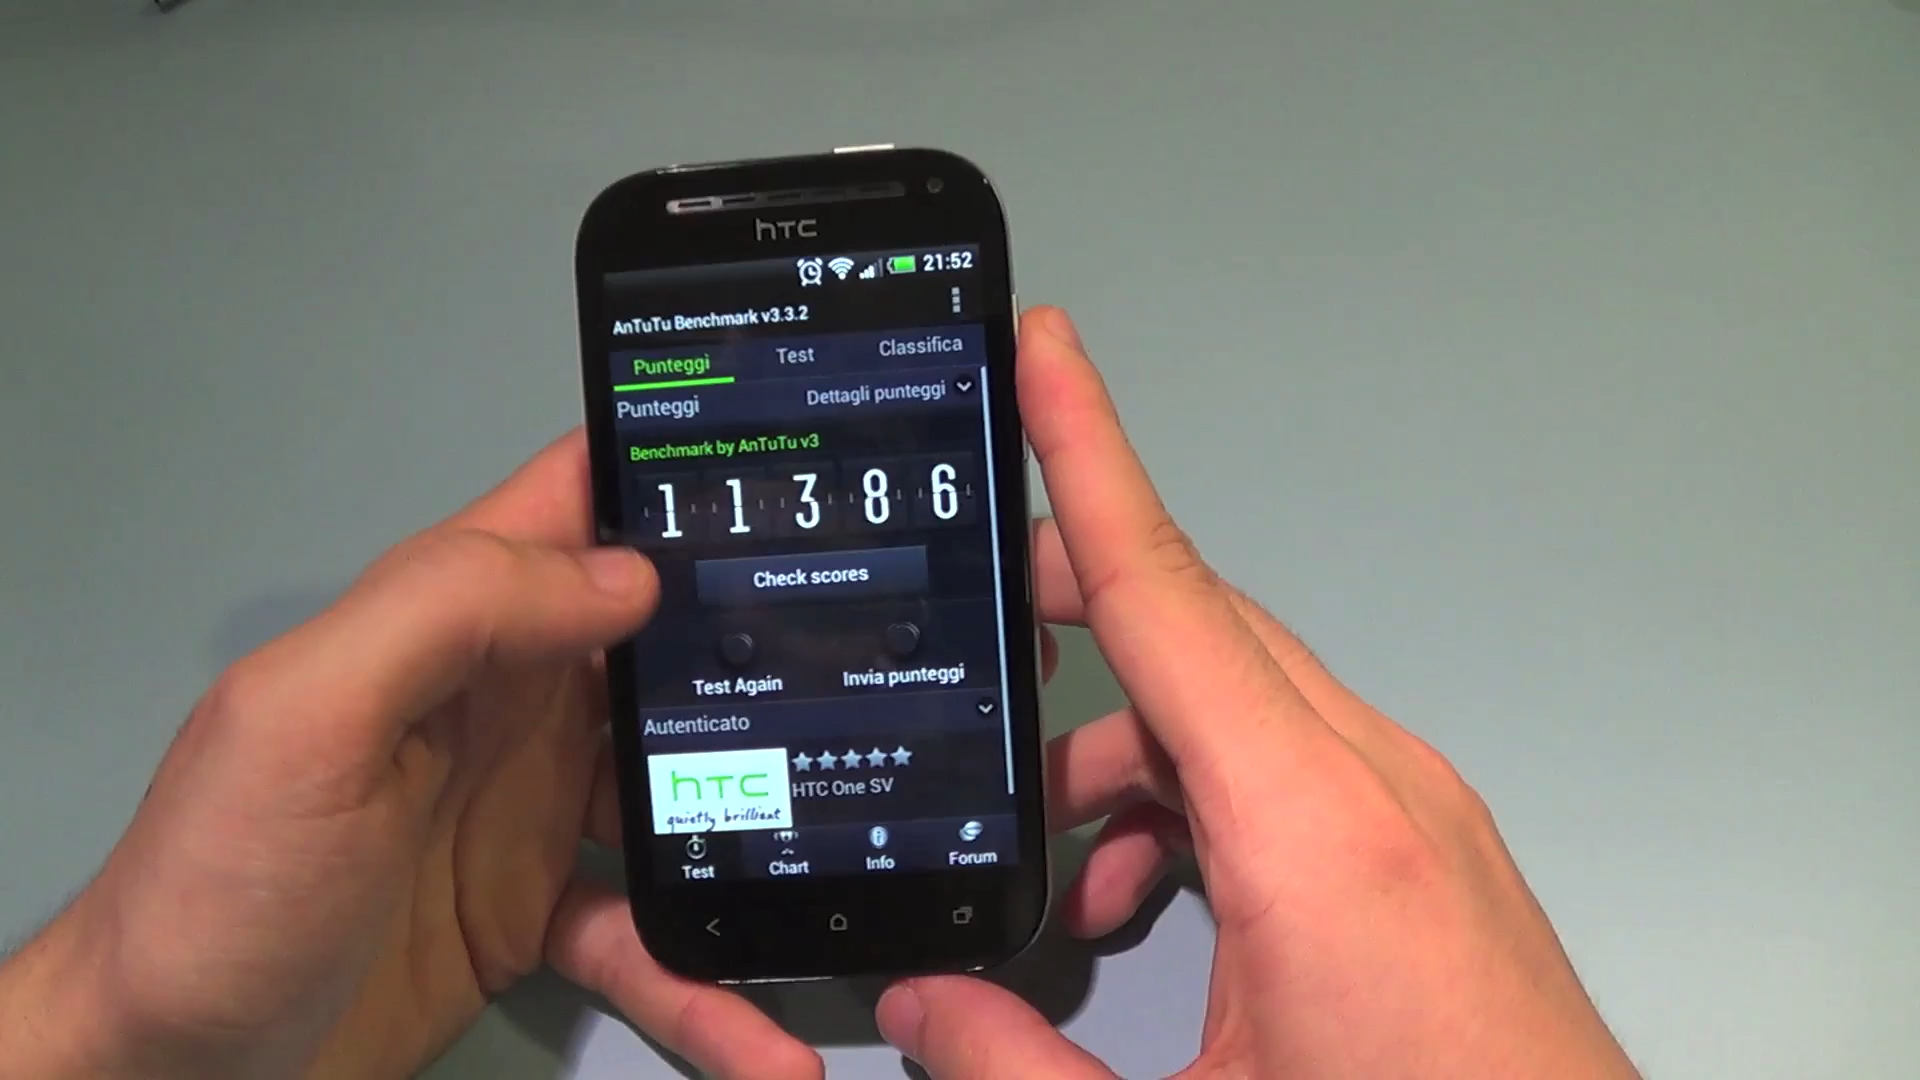 hTC
21:52
AnTuTu Benchmark v3.3.2
Punteggi Test Classifica
Punteggi Dettagli punteggi
Benchmark by AnTuTu v3
11386
Check scores
Test Again Invia punteggi
Autenticato
hTC
quietly brilliant
HTC One SV
Test Chart Info Forum